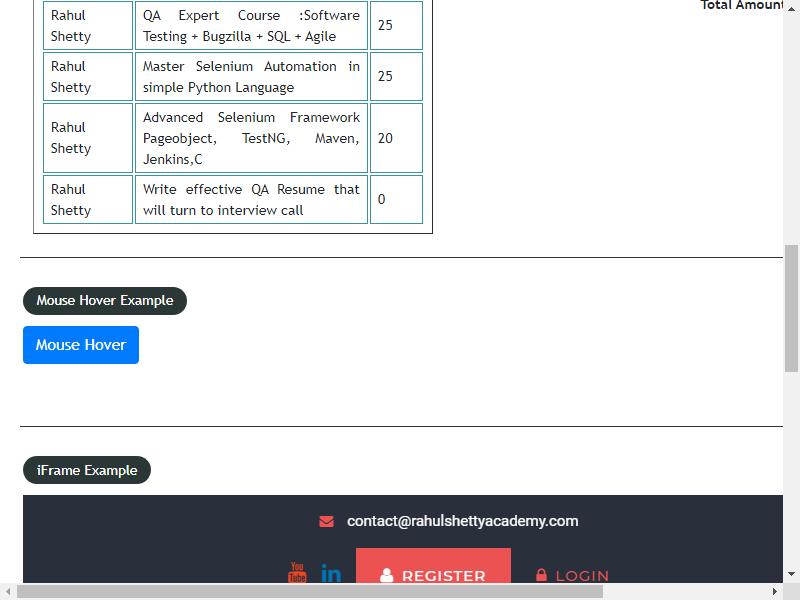 Total Amount
Rahul Shetty
QA Expert Course :Software
Testing + Bugzilla + SQL + Agile
25
Rahul Shetty
Master Selenium Automation in
simple Python Language
25
Rahul Shetty
Advanced Selenium Framework
Pageobject, TestNG, Maven,
Jenkins,C
20
Rahul Shetty
Write effective QA Resume that
will turn to interview call
0
Mouse Hover Example
Mouse Hover
iFrame Example
contact@rahulshettyacademy.com
You Tube in REGISTER LOGIN